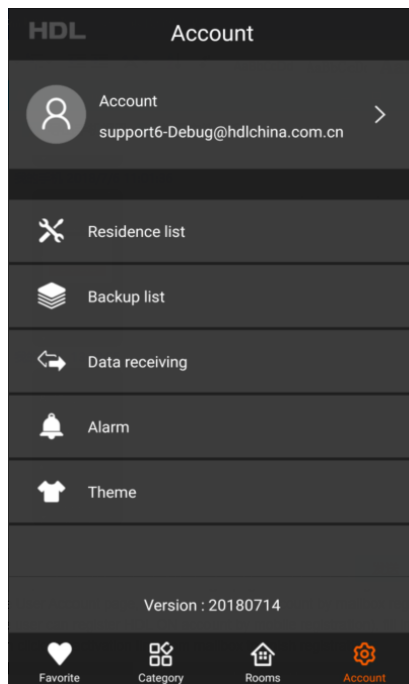 HDL
Account
Account
support6-Debug@hdlchina.com.cn
Residence list
Backup list
Data receiving
Alarm
Theme
Version : 20180714
Favorite
Category
Rooms
Account